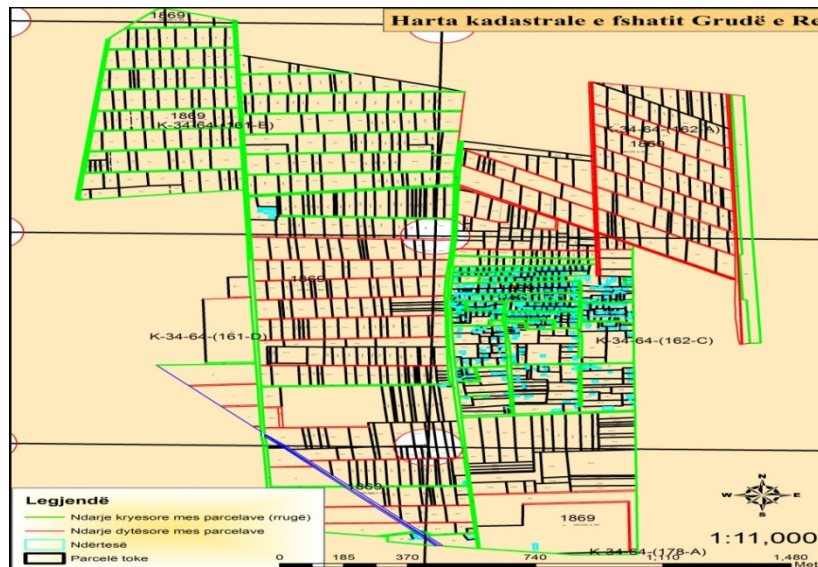 Harta kadastrale e fshatit Grudë e Re
1869
1869
K-34-64-(161-B)
K-34-64-(162-A)
1869
1869
1869
K-34-64-(161-D)
K-34-64-(162-C)
1869
1869
K-34-64-(178-A)
Legjendë
Ndarje kryesore mes parcelave (rrugë)
Ndarje dytësore mes parcelave
Ndërtesë
Parcelë toke
N
W E
S
1:11,000
0 185 370 740 1,110 1,480
Met